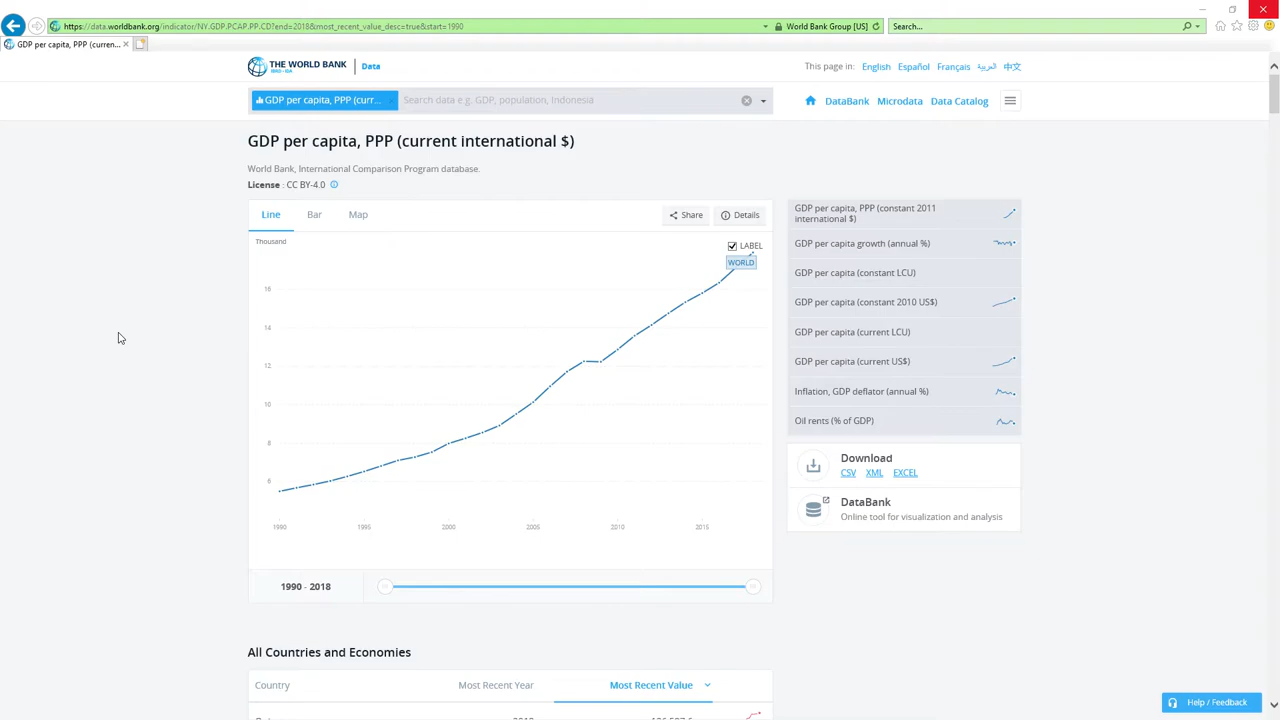 https://data.worldbank.org/indicator/NY.GDP.PCAP.PP.CD?end=2018&most_recent_value_desc=true&start=1990
World Bank Group [US]
Search...
GDP per capita, PPP (curren...
THE WORLD BANK
IBRD • IDA
Data
This page in: English Español Français العربية 中文
GDP per capita, PPP (curr...
Search data e.g. GDP, population, Indonesia
DataBank Microdata Data Catalog
GDP per capita, PPP (current international $)
World Bank, International Comparison Program database.
License : CC BY-4.0
Line Bar Map
Share
Details
Thousand
LABEL
WORLD
16
14
12
10
8
6
1990 1995 2000 2005 2010 2015
1990 - 2018
GDP per capita, PPP (constant 2011
international $)
GDP per capita growth (annual %)
GDP per capita (constant LCU)
GDP per capita (constant 2010 US$)
GDP per capita (current LCU)
GDP per capita (current US$)
Inflation, GDP deflator (annual %)
Oil rents (% of GDP)
Download
CSV XML EXCEL
DataBank
Online tool for visualization and analysis
All Countries and Economies
Country Most Recent Year Most Recent Value
Help / Feedback